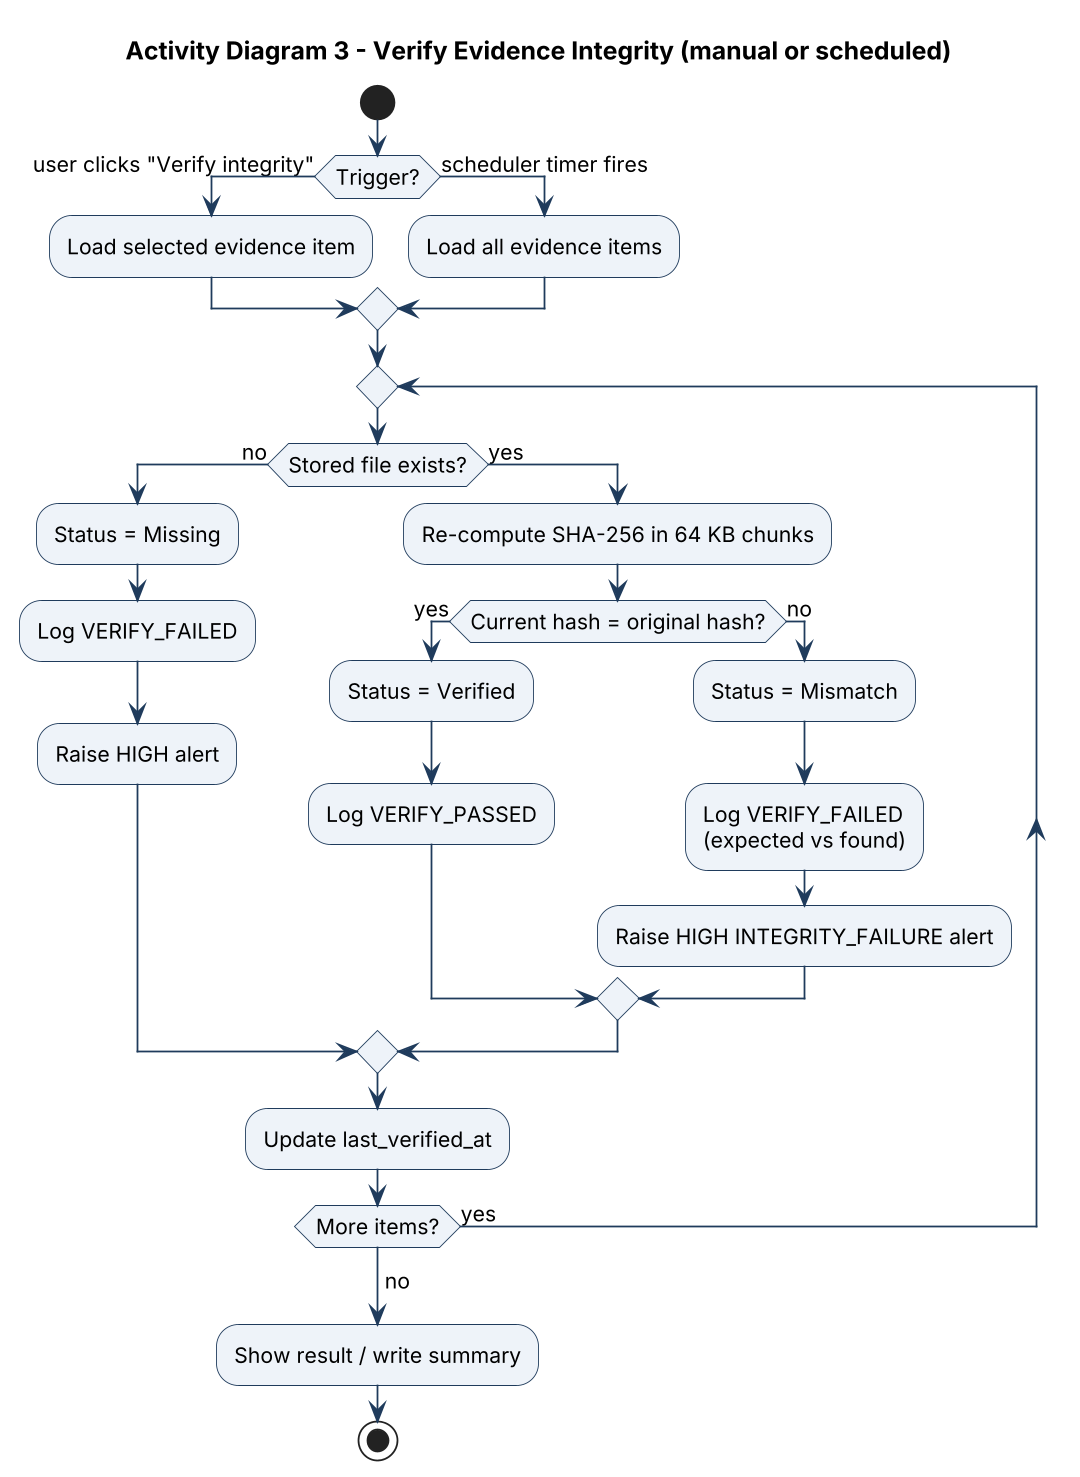 Activity Diagram 3 - Verify Evidence Integrity (manual or scheduled)
user clicks "Verify integrity"
Trigger?
scheduler timer fires
Load selected evidence item
Load all evidence items
no
Stored file exists?
yes
Status = Missing
Re-compute SHA-256 in 64 KB chunks
Log VERIFY_FAILED
yes
Current hash = original hash?
no
Status = Verified
Status = Mismatch
Raise HIGH alert
Log VERIFY_PASSED
Log VERIFY_FAILED
(expected vs found)
Raise HIGH INTEGRITY_FAILURE alert
Update last_verified_at
More items?
yes
no
Show result / write summary